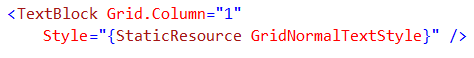 <TextBlock Grid.Column="1"
Style="{StaticResource GridNormalTextStyle}" />